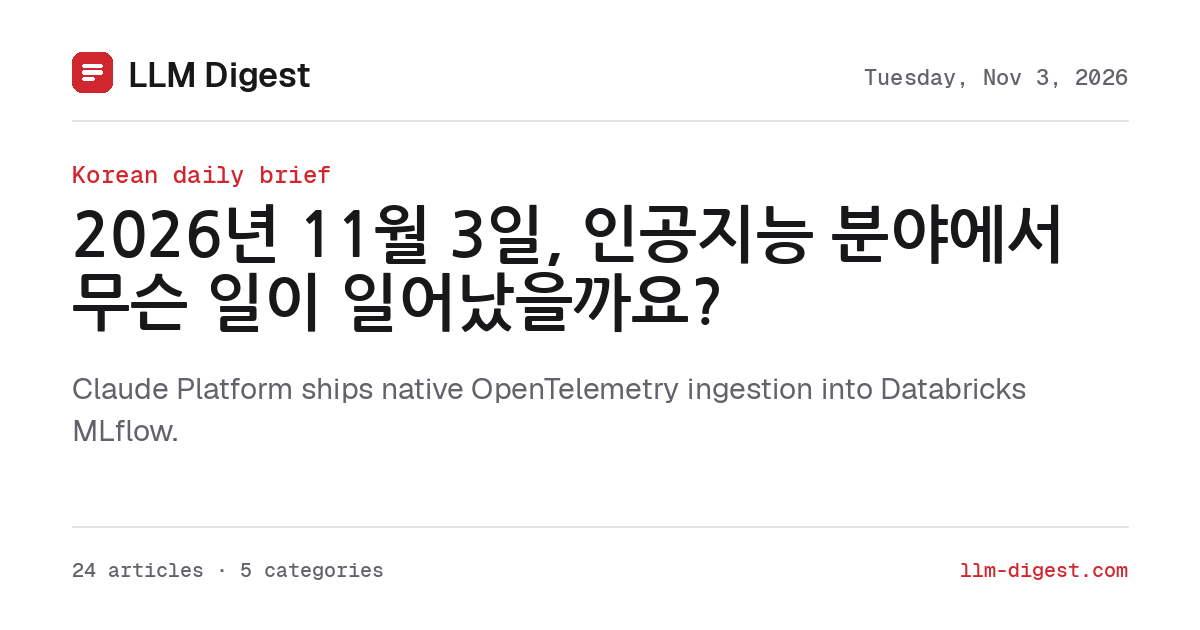 LLM Digest
Tuesday, Nov 3, 2026
Korean daily brief
2026년 11월 3일, 인공지능 분야에서
무슨 일이 일어났을까요?
Claude Platform ships native OpenTelemetry ingestion into Databricks
MLflow.
24 articles · 5 categories
llm-digest.com